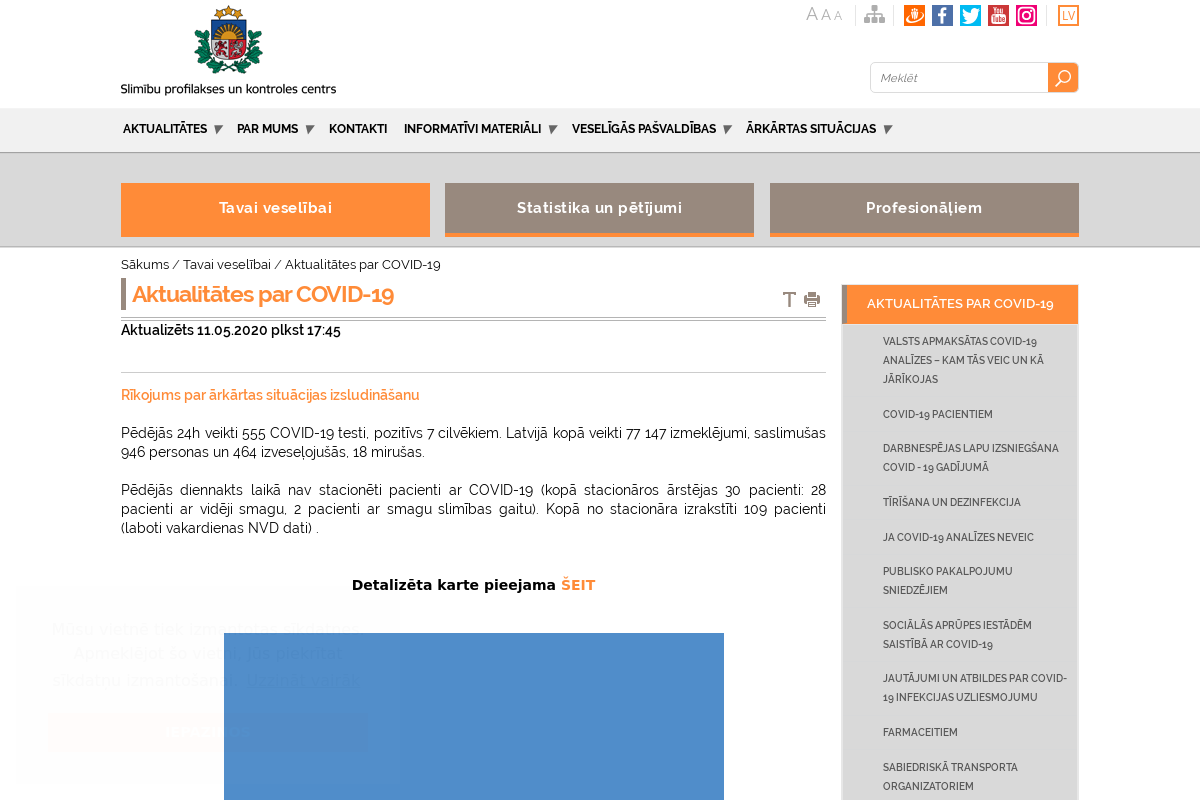 A A A
You Tube
LV
Slimību profilakses un kontroles centrs
Meklēt
AKTUALITĀTES PAR MUMS KONTAKTI INFORMATĪVI MATERIĀLI VESELĪGĀS PAŠVALDĪBAS ĀRKĀRTAS SITUĀCIJAS
Tavai veselībai Statistika un pētījumi Profesionāļiem
Sākums / Tavai veselībai / Aktualitātes par COVID-19
Aktualitātes par COVID-19
Aktualizēts 11.05.2020 plkst 17:45
Rīkojums par ārkārtas situācijas izsludināšanu
Pēdējās 24h veikti 555 COVID-19 testi, pozitīvs 7 cilvēkiem. Latvijā kopā veikti 77 147 izmeklējumi, saslimušas
946 personas un 464 izveseļojušās, 18 mirušas.
Pēdējās diennakts laikā nav stacionēti pacienti ar COVID-19 (kopā stacionāros ārstējas 30 pacienti: 28
pacienti ar vidēji smagu, 2 pacienti ar smagu slimības gaitu). Kopā no stacionāra izrakstīti 109 pacienti
(laboti vakardienas NVD dati) .
Detalizēta karte pieejama ŠEIT
AKTUALITĀTES PAR COVID-19
VALSTS APMAKSĀTAS COVID-19
ANALĪZES – KAM TĀS VEIC UN KĀ
JĀRĪKOJAS
COVID-19 PACIENTIEM
DARBNESPĒJAS LAPU IZSNIEGŠANA
COVID - 19 GADĪJUMĀ
TĪRĪŠANA UN DEZINFEKCIJA
JA COVID-19 ANALĪZES NEVEIC
PUBLISKO PAKALPOJUMU
SNIEDZĒJIEM
SOCIĀLĀS APRŪPES IESTĀDĒM
SAISTĪBĀ AR COVID-19
JAUTĀJUMI UN ATBILDES PAR COVID-
19 INFEKCIJAS UZLIESMOJUMU
FARMACEITIEM
SABIEDRISKĀ TRANSPORTA
ORGANIZATORIEM